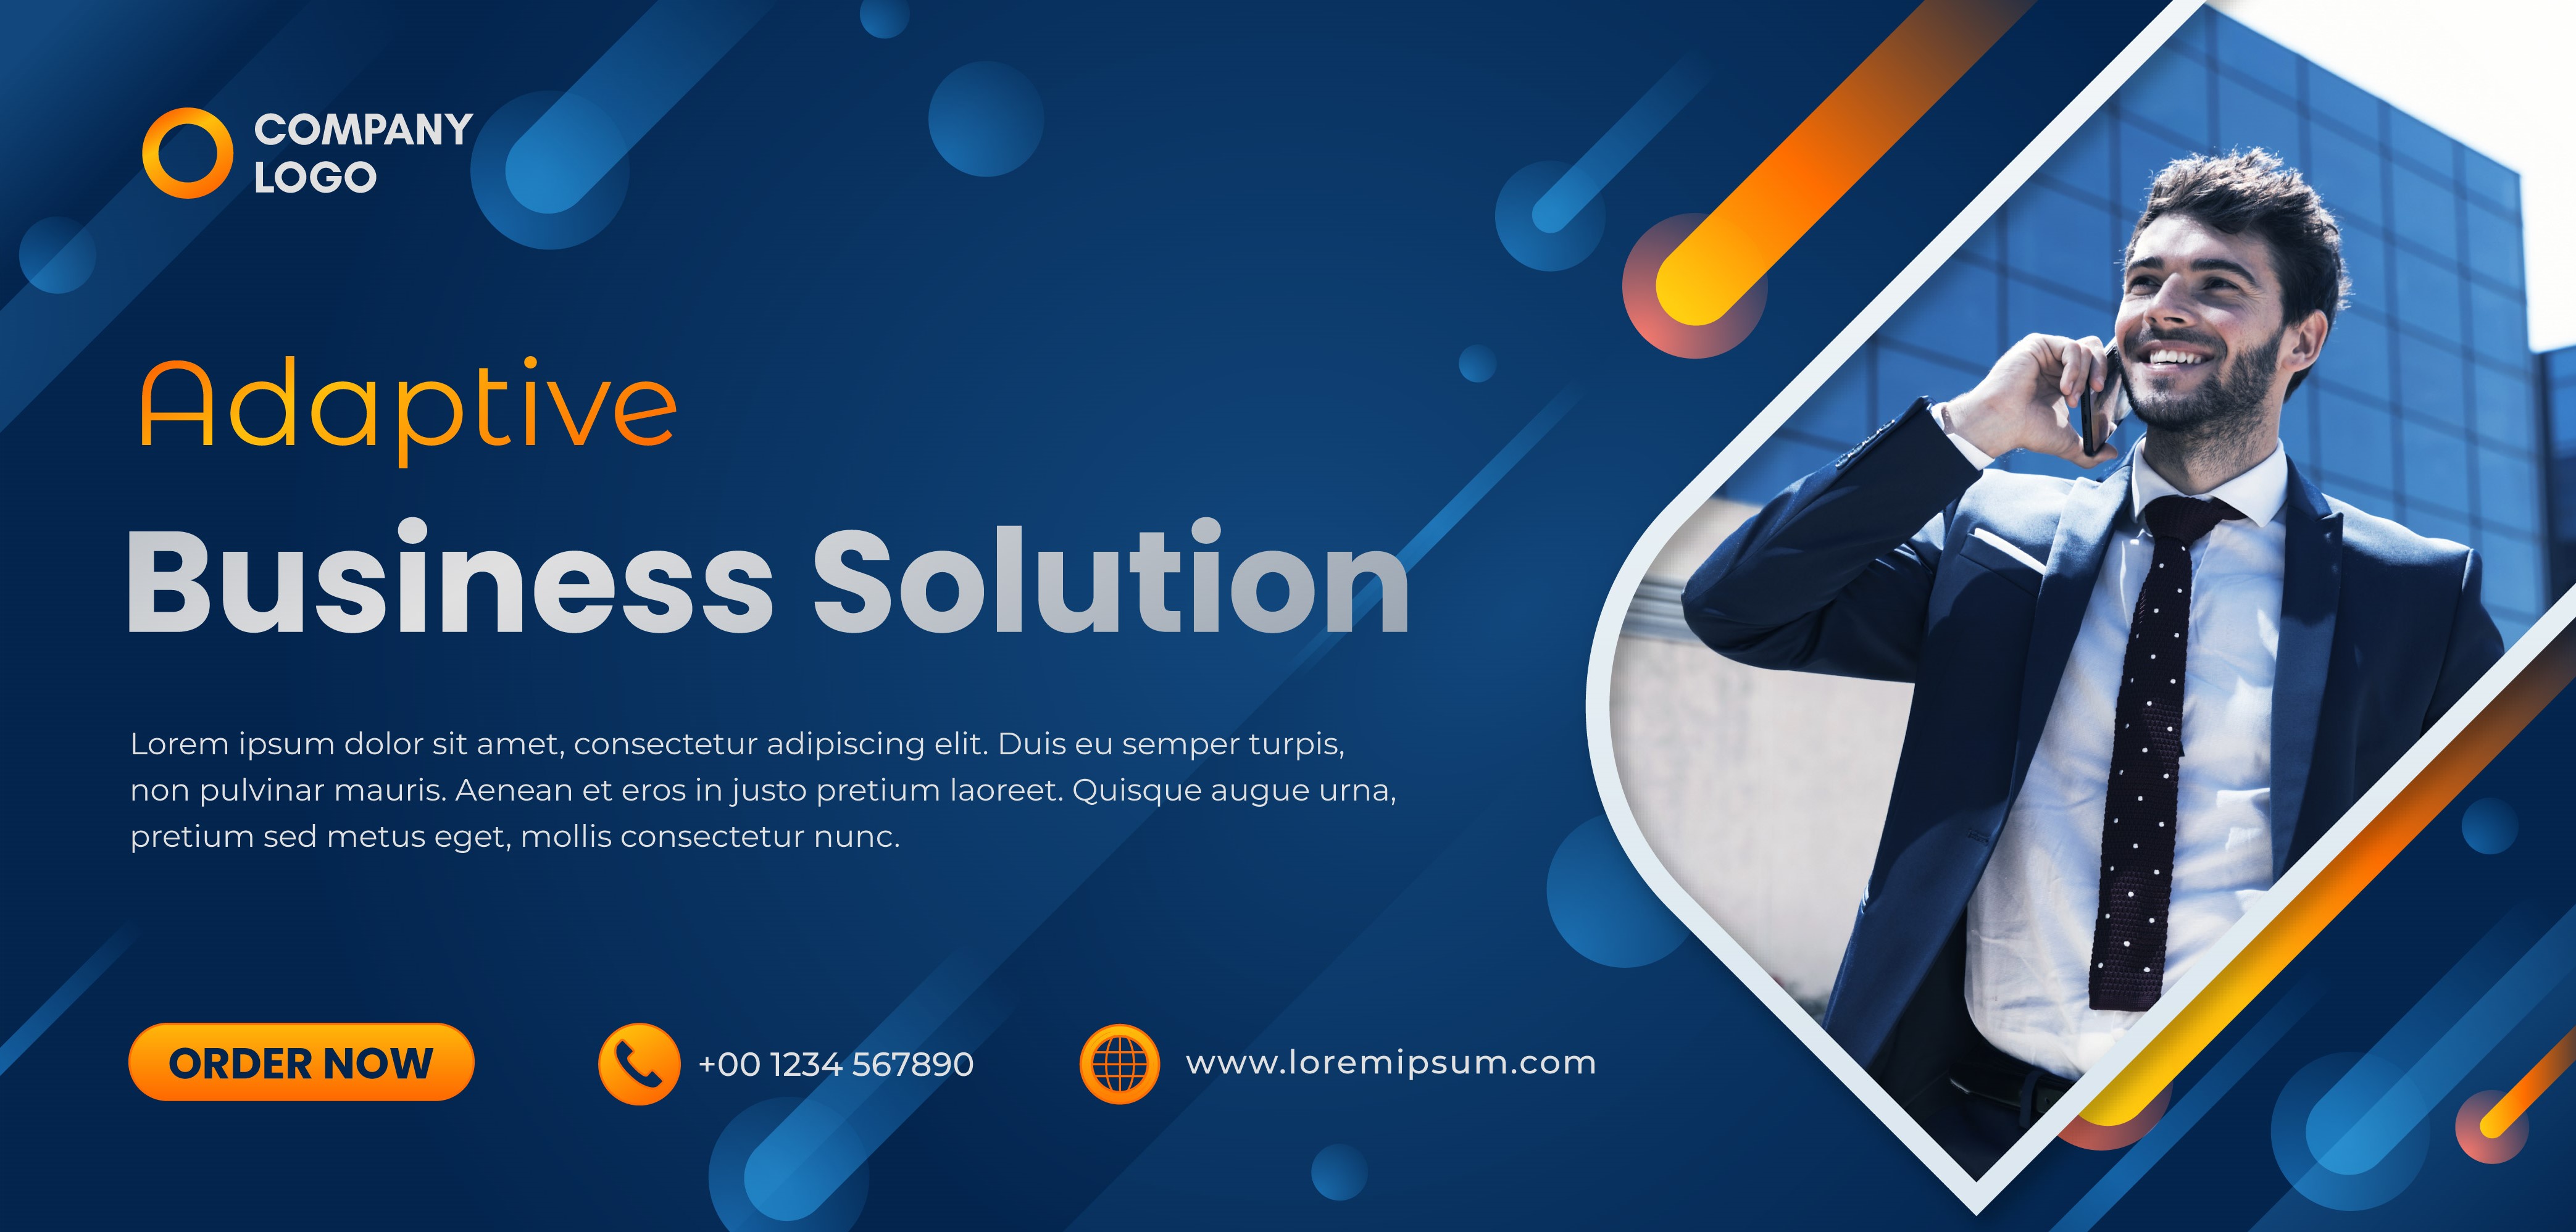 COMPANY
LOGO
Adaptive
Business Solution
Lorem ipsum dolor sit amet, consectetur adipiscing elit. Duis eu semper turpis,
non pulvinar mauris. Aenean et eros in justo pretium laoreet. Quisque augue urna,
pretium sed metus eget, mollis consectetur nunc.
ORDER NOW
+00 1234 567890
www.loremipsum.com